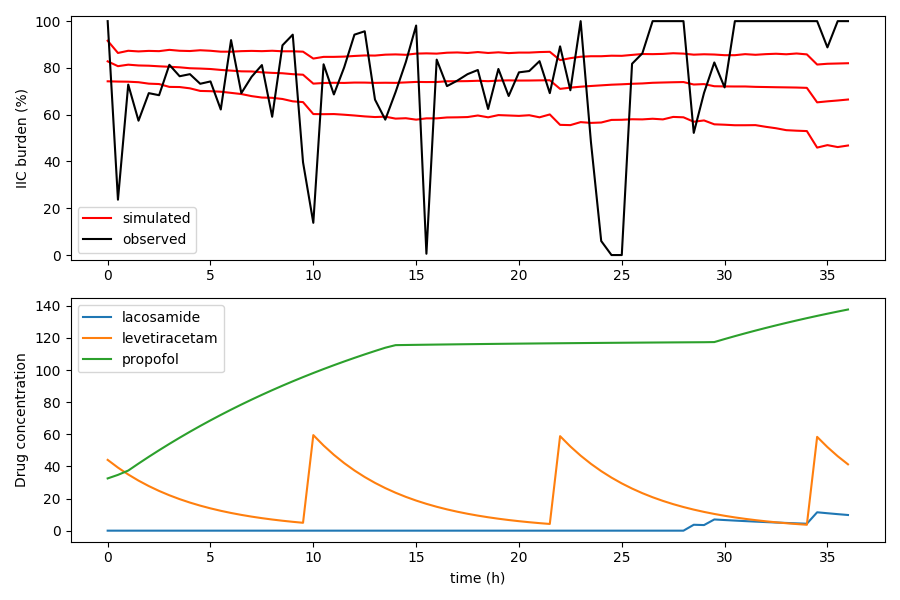 100
80
60
40
20
0
IIC burden (%)
simulated
observed
0 5 10 15 20 25 30 35
140
120
100
80
60
40
20
0
Drug concentration
lacosamide
levetiracetam
propofol
0 5 10 15 20 25 30 35
time (h)